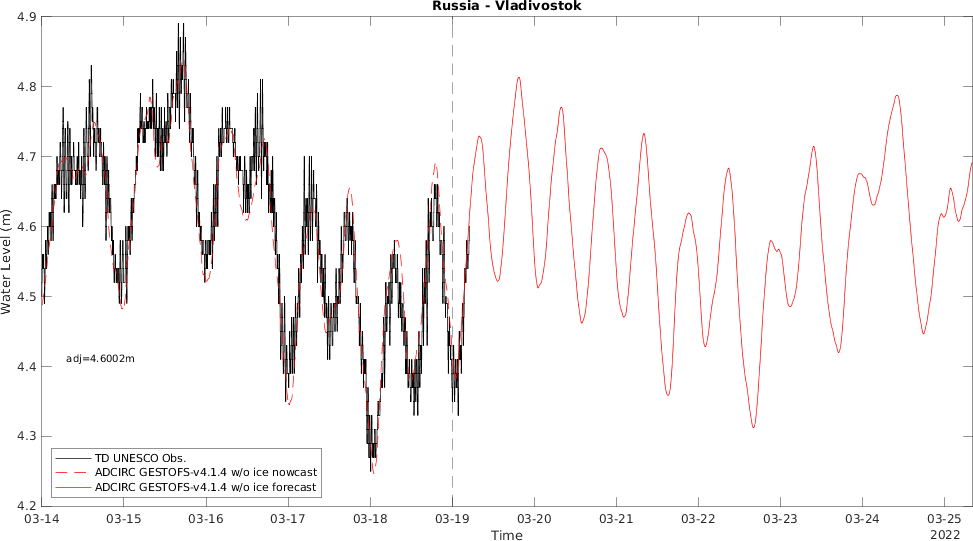 Russia - Vladivostok
4.9
4.8
4.7
4.6
4.5
4.4
4.3
4.2
Water Level (m)
adj=4.6002m
TD UNESCO Obs.
ADCIRC GESTOFS-v4.1.4 w/o ice nowcast
ADCIRC GESTOFS-v4.1.4 w/o ice forecast
03-14 03-15 03-16 03-17 03-18 03-19 03-20 03-21 03-22 03-23 03-24 03-25
Time 2022